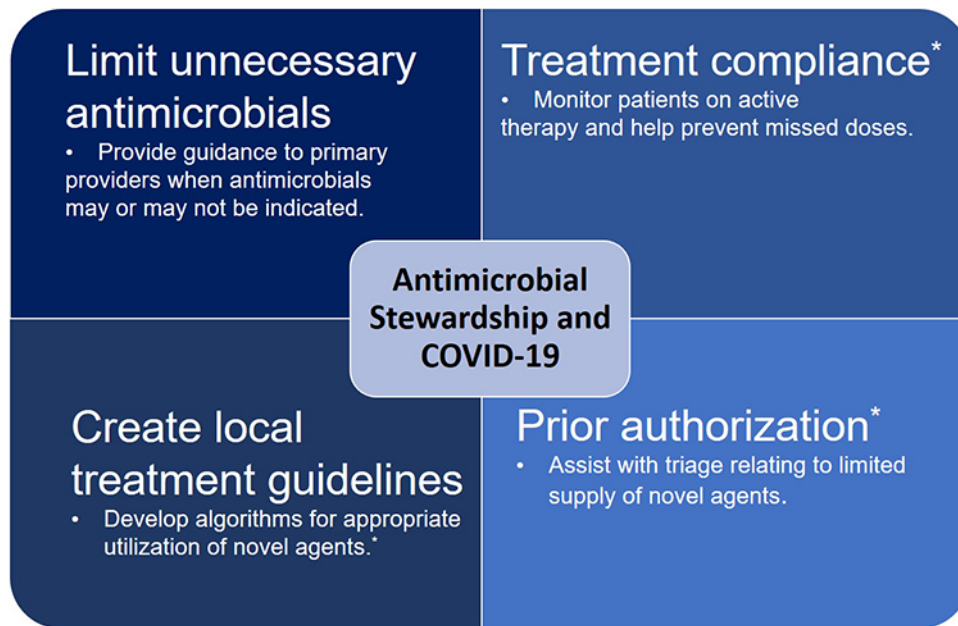 Limit unnecessary
antimicrobials
• Provide guidance to primary
providers when antimicrobials
may or may not be indicated.
Treatment compliance*
• Monitor patients on active
therapy and help prevent missed doses.
Antimicrobial
Stewardship and
COVID-19
Create local
treatment guidelines
• Develop algorithms for appropriate
utilization of novel agents.*
Prior authorization*
• Assist with triage relating to limited
supply of novel agents.